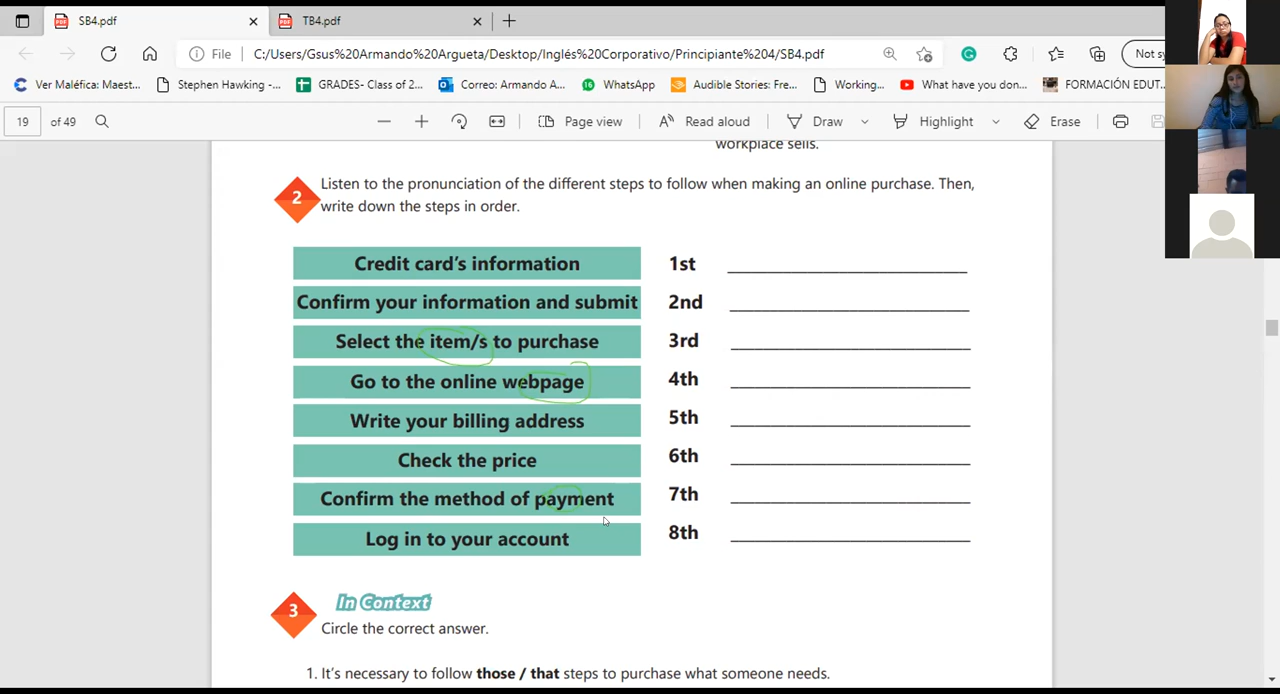 SB4.pdf
TB4.pdf
File
C:/Users/Gsus%20Armando%20Argueta/Desktop/Inglés%20Corporativo/Principiante%204/SB4.pdf
Not sy
Ver Maléfica: Maest...
Stephen Hawking -...
GRADES- Class of 2...
Correo: Armando A...
16
WhatsApp
Audible Stories: Fre...
Working...
What have you don...
FORMACIÓN EDUT...
19 of 49
Page view
Read aloud
Draw
Highlight
Erase
workplace sells.
2
Listen to the pronunciation of the different steps to follow when making an online purchase. Then,
write down the steps in order.
Credit card's information
1st
Confirm your information and submit
2nd
Select the item/s to purchase
3rd
Go to the online webpage
4th
Write your billing address
5th
Check the price
6th
Confirm the method of payment
7th
Log in to your account
8th
3
In Context
Circle the correct answer.
1. It's necessary to follow those / that steps to purchase what someone needs.